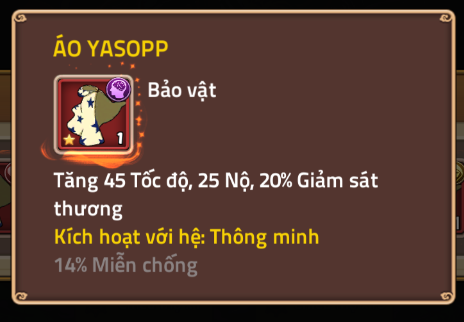 ÁO YASOPP
Bảo vật
1
Tăng 45 Tốc độ, 25 Nộ, 20% Giảm sát
thương
Kích hoạt với hệ: Thông minh
14% Miễn chống